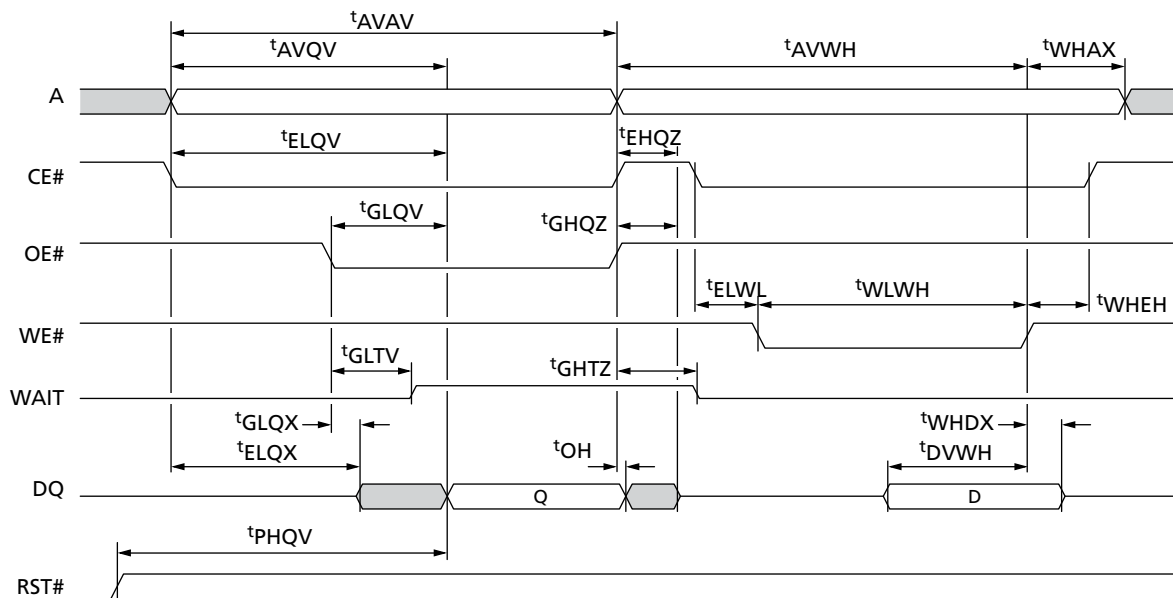 tAVAV
tAVQV
tAVWH
tWHAX
A
tELQV
tEHQZ
CE#
tGLQV
tGHQZ
OE#
tELWL
tWLWH
tWHEH
WE#
tGLTV
tGHTZ
WAIT
tGLQX
tWHDX
tELQX
tOH
tDVWH
DQ
Q
D
tPHQV
RST#